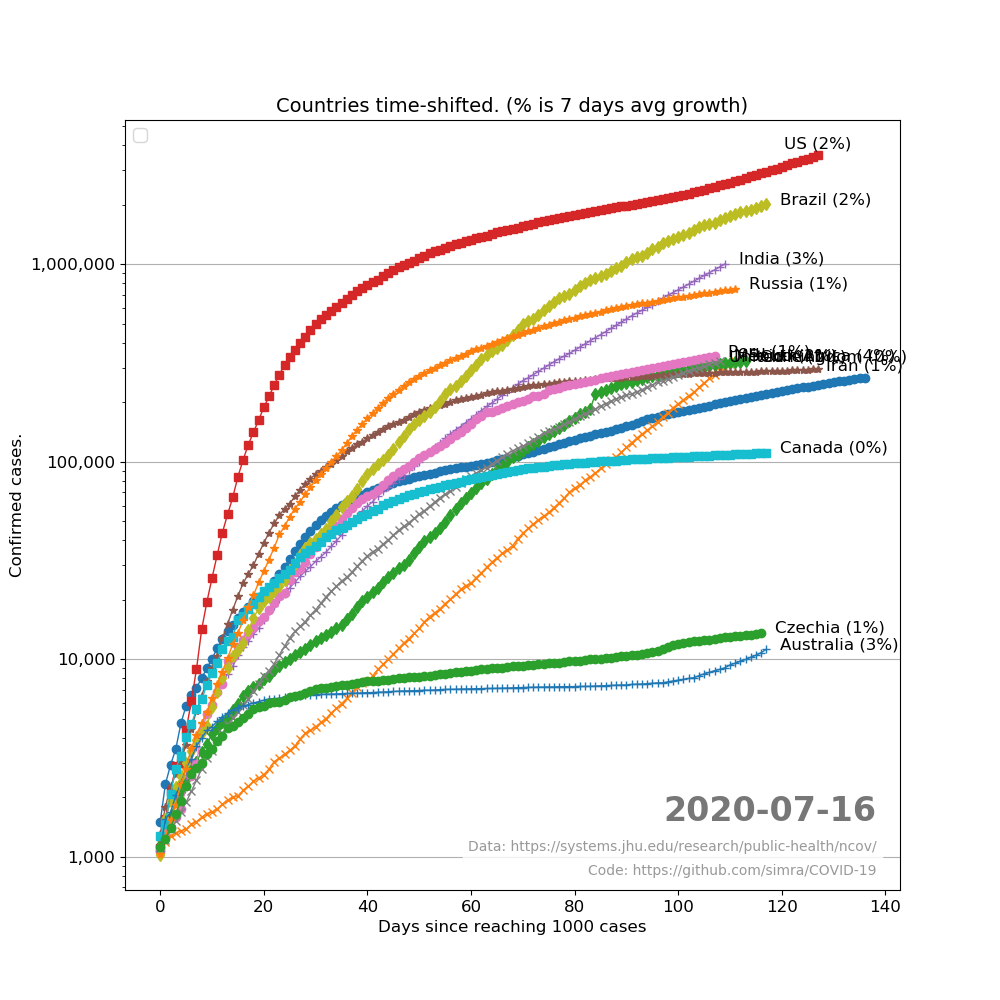 Countries time-shifted. (% is 7 days avg growth)
US (2%)
Brazil (2%)
1,000,000
India (3%)
Russia (1%)
Iran (1%)
100,000
Canada (0%)
Confirmed cases.
Czechia (1%)
Australia (3%)
10,000
2020-07-16
Data: https://systems.jhu.edu/research/public-health/ncov/
1,000
Code: https://github.com/simra/COVID-19
0 20 40 60 80 100 120 140
Days since reaching 1000 cases